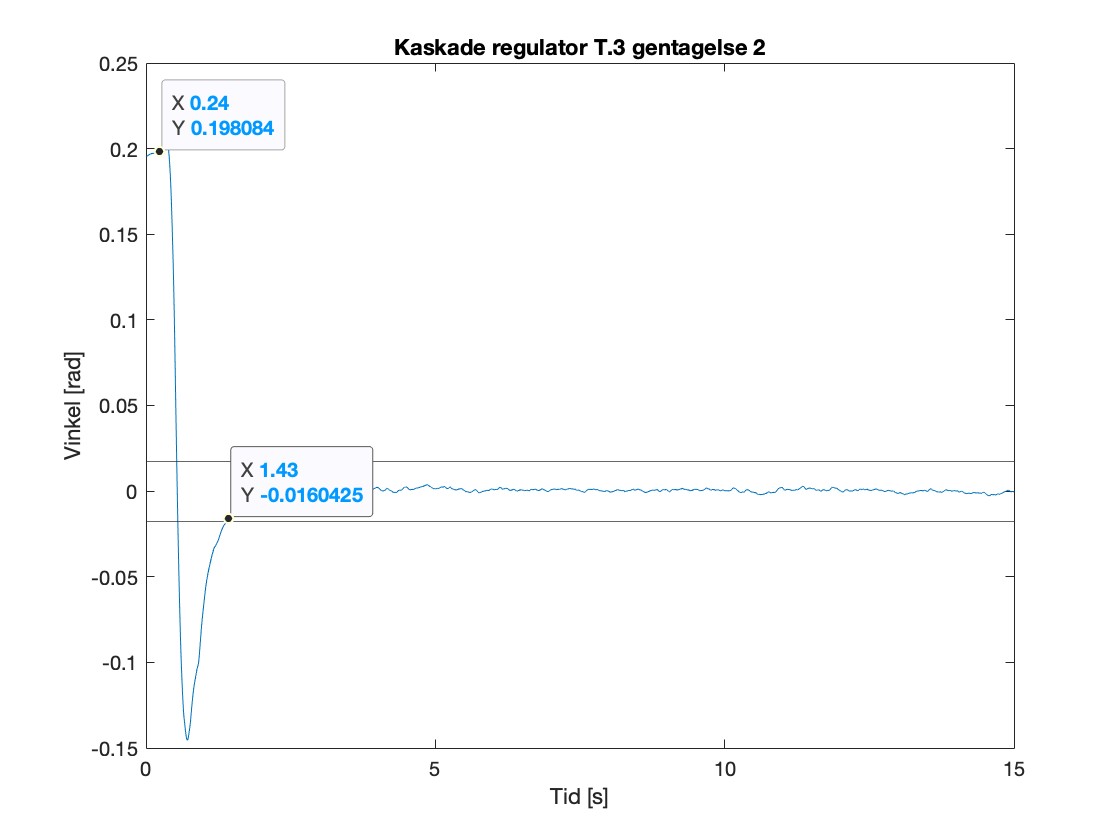 Kaskade regulator T.3 gentagelse 2
0.25
X 0.24
Y 0.198084
0.2
0.15
0.1
Vinkel [rad]
0.05
X 1.43
Y -0.0160425
0
-0.05
-0.1
-0.15
0 5 10 15
Tid [s]